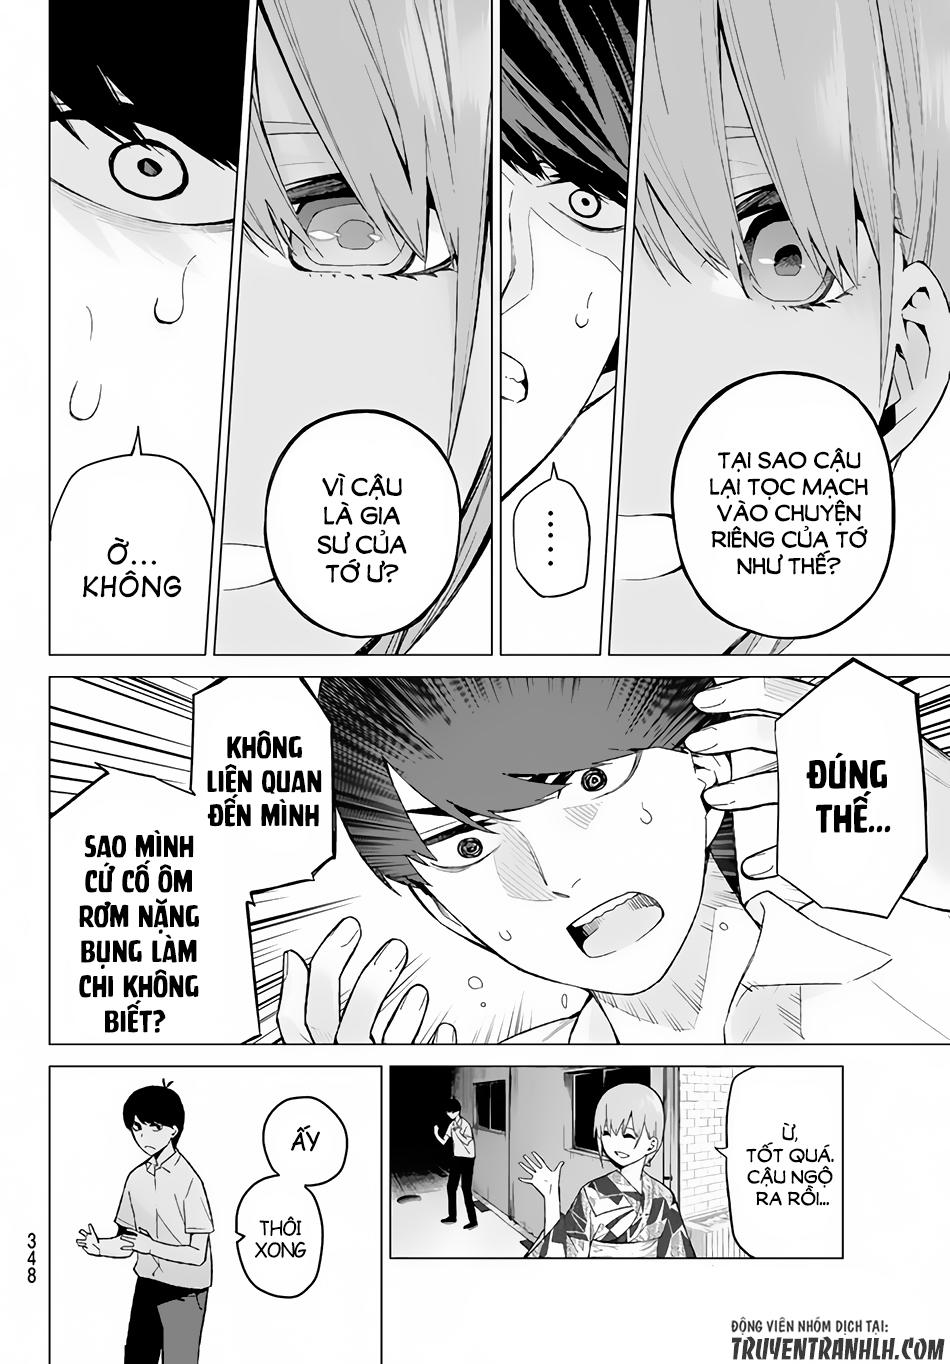 TẠI SAO CẬU
LẠI TỌC MẠCH
VÀO CHUYỆN
RIÊNG CỦA TỚ
NHƯ THẾ?
.....
VÌ CẬU
LÀ GIA
SƯ CỦA
TỚ Ư?
Ờ...
KHÔNG
ĐÚNG
THẾ...
KHÔNG
LIÊN QUAN
ĐẾN MÌNH
SAO MÌNH
CỨ CỐ ÔM
RƠM NẶNG
BỤNG LÀM
CHI KHÔNG
BIẾT?
Ừ,
TỐT QUÁ.
CẬU NGỘ
RA RỒI...
ẤY
THÔI
XONG
348
ĐỘNG VIÊN NHÓM DỊCH TẠI:
TRUYENTRANHLH.COM